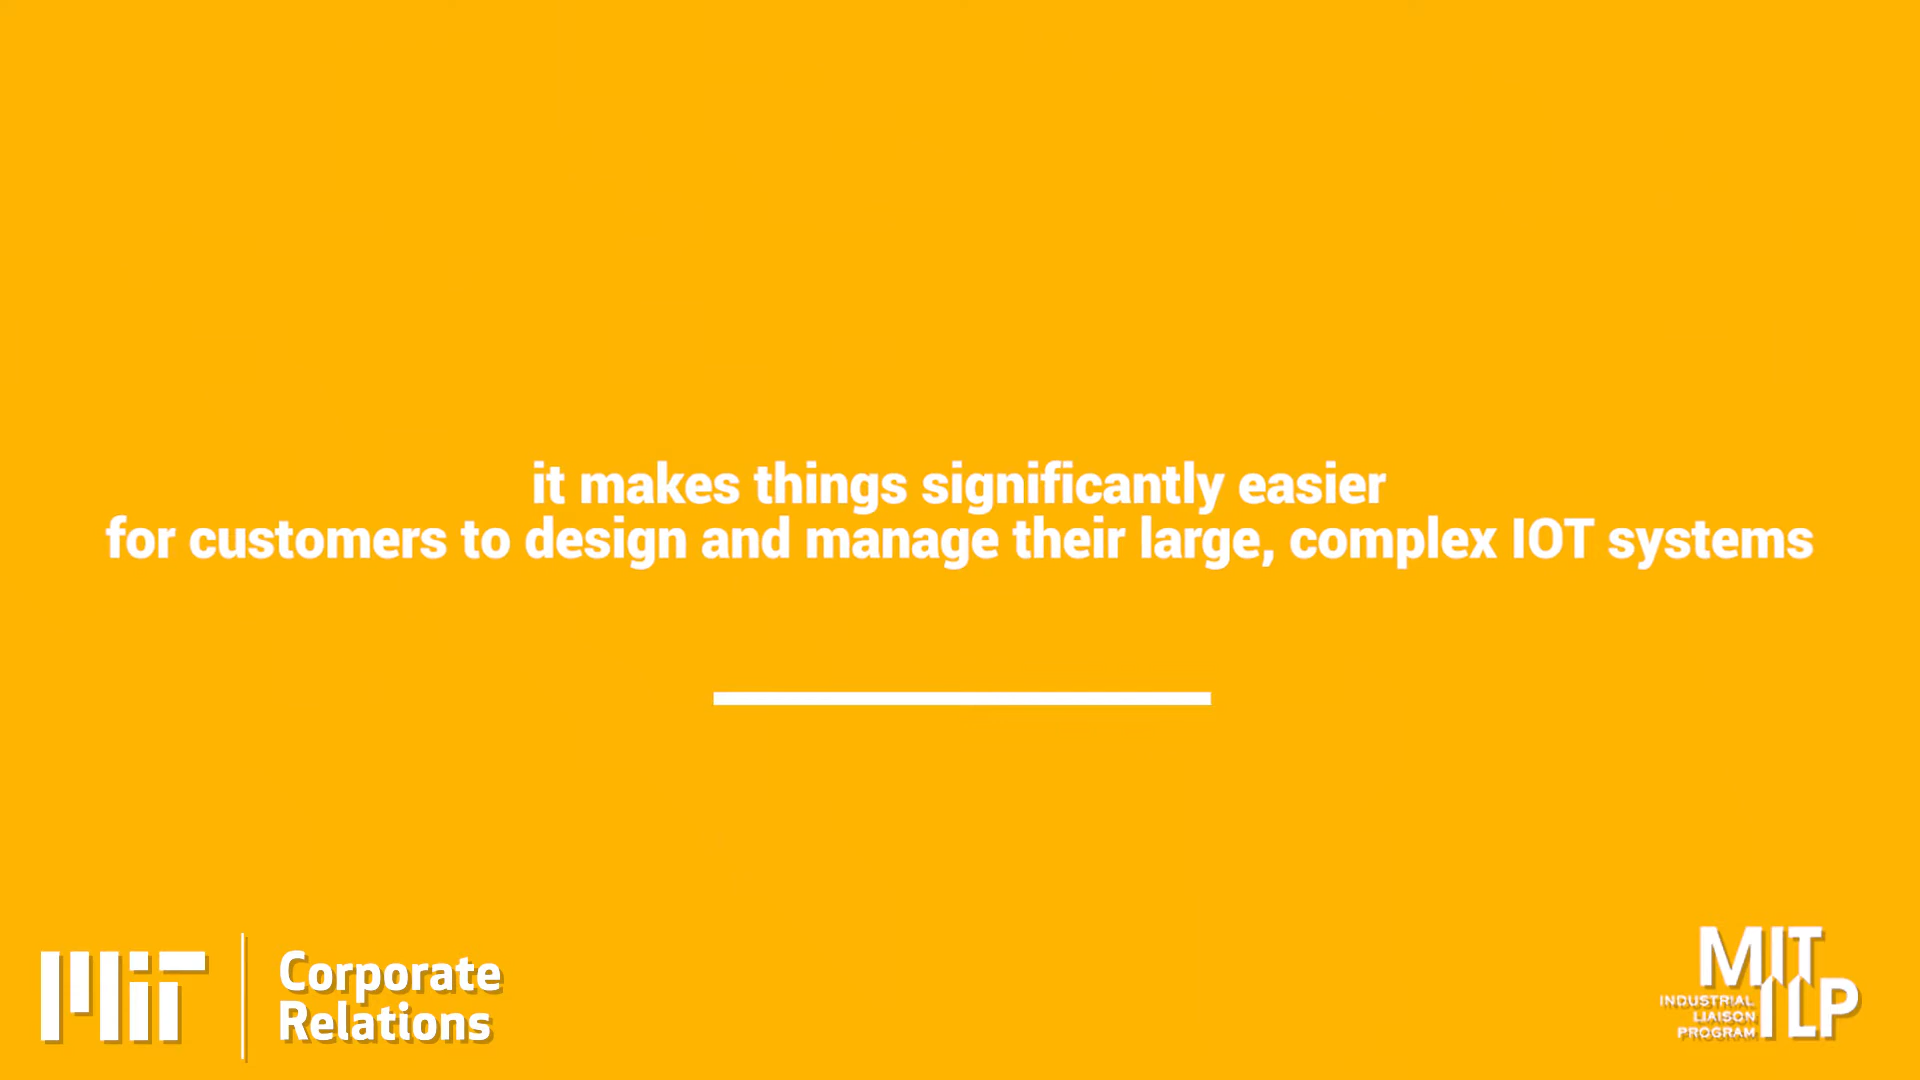 it makes things significantly easier
for customers to design and manage their large, complex IOT systems
MIT
Corporate
Relations
MIT
ILP
INDUSTRIAL
LIAISON
PROGRAM